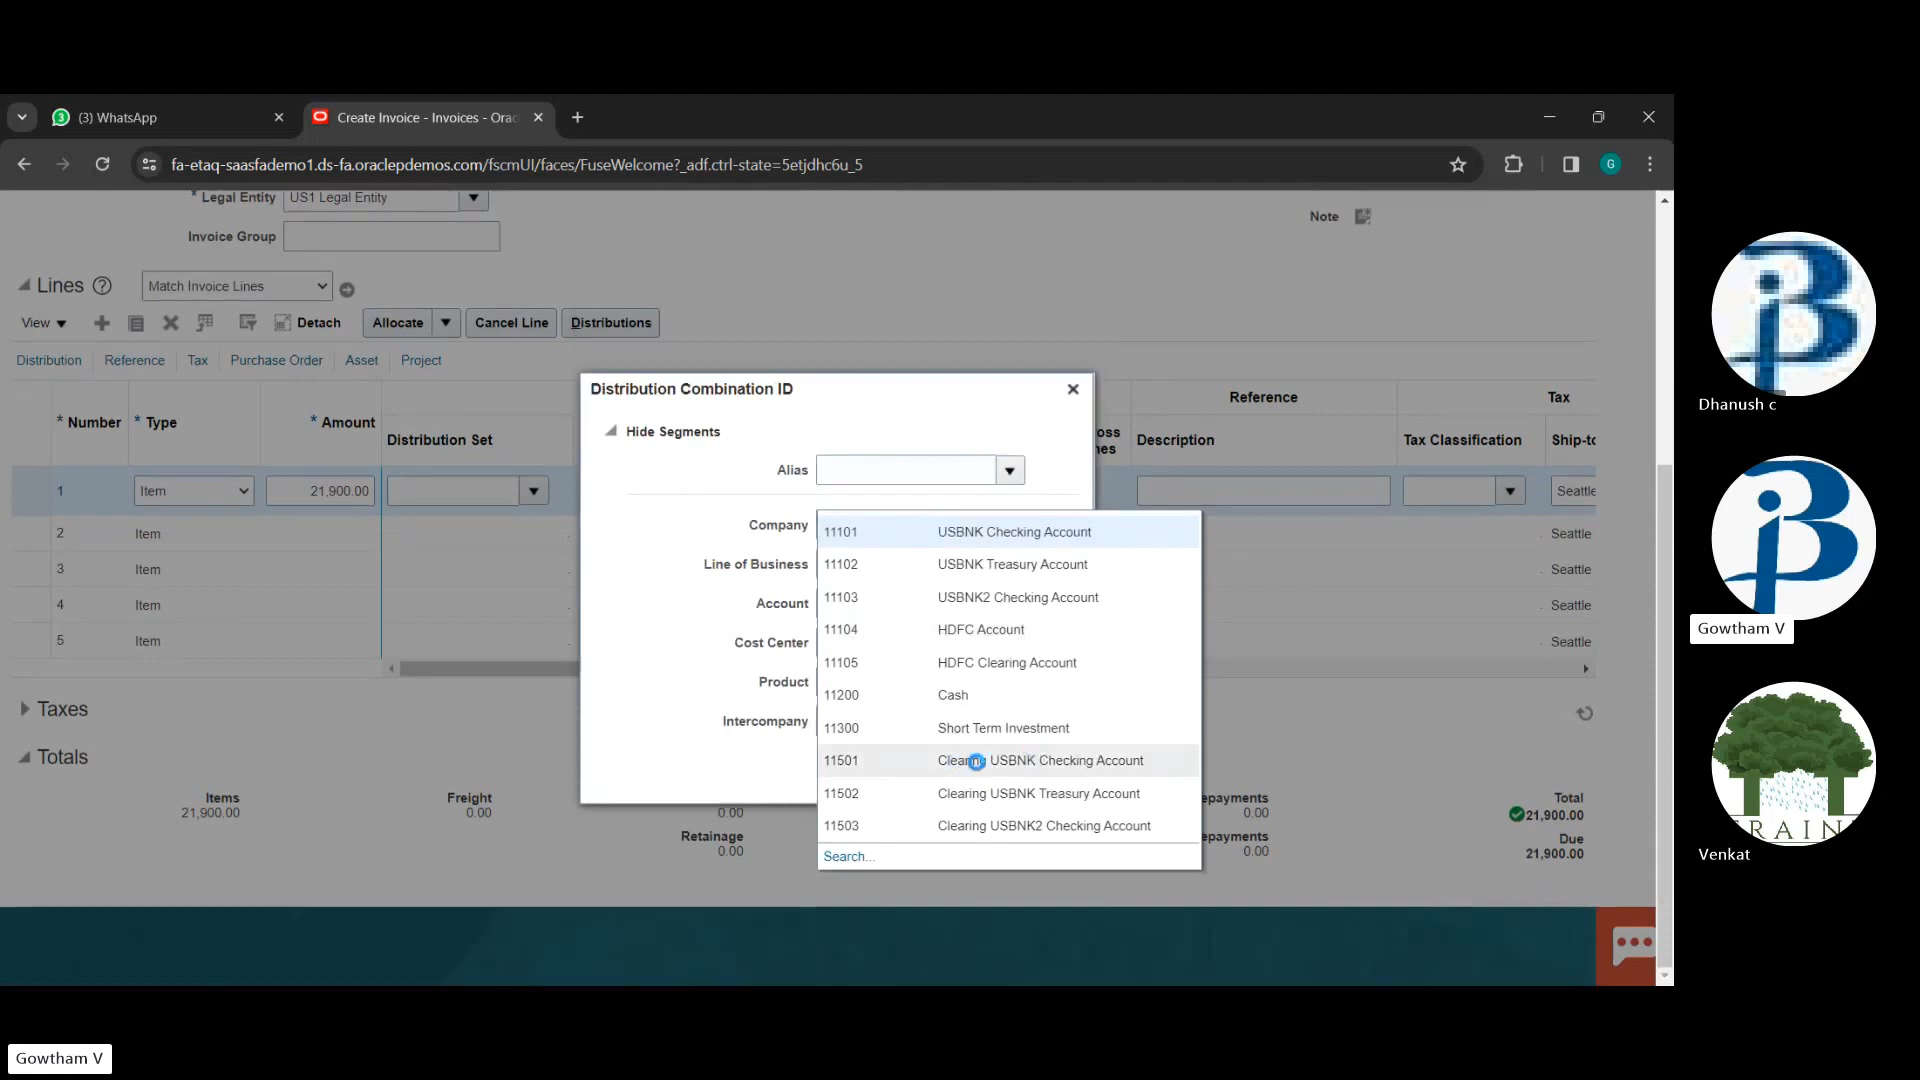 (3) WhatsApp
Create Invoice - Invoices - Orac
fa-etaq-saasfademo1.ds-fa.oraclepdemos.com/fscmUI/faces/FuseWelcome?_adf.ctrl-state=5etjdhc6u_5
G
* Legal Entity US1 Legal Entity
Note
Invoice Group
Lines Match Invoice Lines
View Detach Allocate Cancel Line Distributions
Distribution Reference Tax Purchase Order Asset Project
* Number * Type * Amount Distribution Set
Reference Tax
Description Tax Classification Ship-to
1 Item 21,900.00 Seattle
2 Item Seattle
3 Item Seattle
4 Item Seattle
5 Item Seattle
Distribution Combination ID
Hide Segments
Alias
Company
Line of Business
Account
Cost Center
Product
Intercompany
11101 USBNK Checking Account
11102 USBNK Treasury Account
11103 USBNK2 Checking Account
11104 HDFC Account
11105 HDFC Clearing Account
11200 Cash
11300 Short Term Investment
11501 Clearing USBNK Checking Account
11502 Clearing USBNK Treasury Account
11503 Clearing USBNK2 Checking Account
Search...
Taxes
Totals
Items Freight epayments Total
21,900.00 0.00 0.00 0.00 21,900.00
Retainage epayments Due
0.00 0.00 21,900.00
Dhanush c
Gowtham V
RAIN
Venkat
Gowtham V